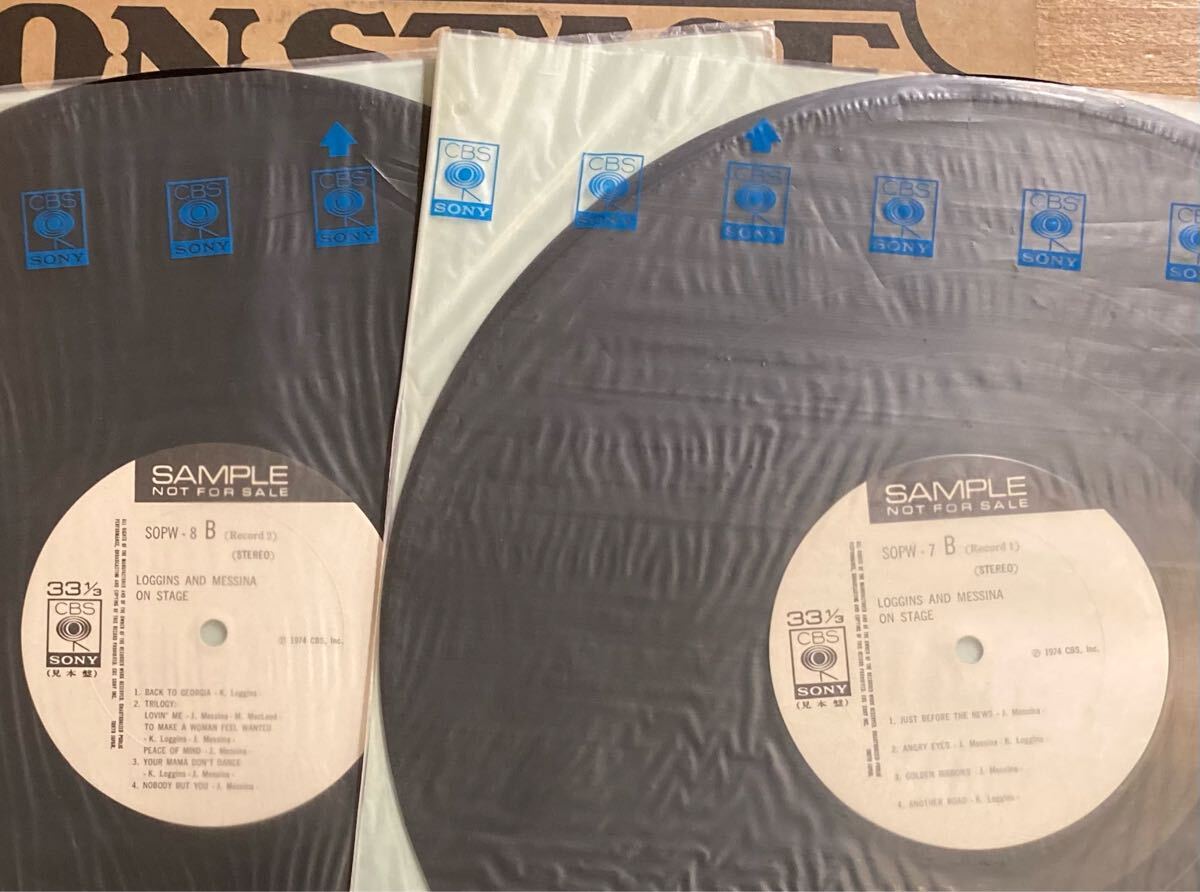 ON STAGE
CBS
SONY
CBS
SONY
CBS
SONY
CBS
SONY
CBS
SONY
CBS
SONY
CBS
SONY
CBS
SONY
SAMPLE
NOT FOR SALE
SOPW-8 B (Record 2)
(STEREO)
LOGGINS AND MESSINA
ON STAGE
33 1/3
CBS
SONY
(見本盤)
℗ 1974 CBS, Inc.
1. BACK TO GEORGIA - K. Loggins -
2. TRILOGY:
LOVIN' ME - J. Messina - M. MacLeod -
TO MAKE A WOMAN FEEL WANTED
- K. Loggins - J. Messina -
PEACE OF MIND - J. Messina -
3. YOUR MAMA DON'T DANCE
- K. Loggins - J. Messina -
4. NOBODY BUT YOU - J. Messina -
SAMPLE
NOT FOR SALE
SOPW-7 B (Record 1)
(STEREO)
LOGGINS AND MESSINA
ON STAGE
33 1/3
CBS
SONY
(見本盤)
℗ 1974 CBS, Inc.
1. JUST BEFORE THE NEWS - J. Messina -
2. ANGRY EYES - J. Messina - K. Loggins -
3. GOLDEN RIBBONS - J. Messina -
4. ANOTHER ROAD - K. Loggins -